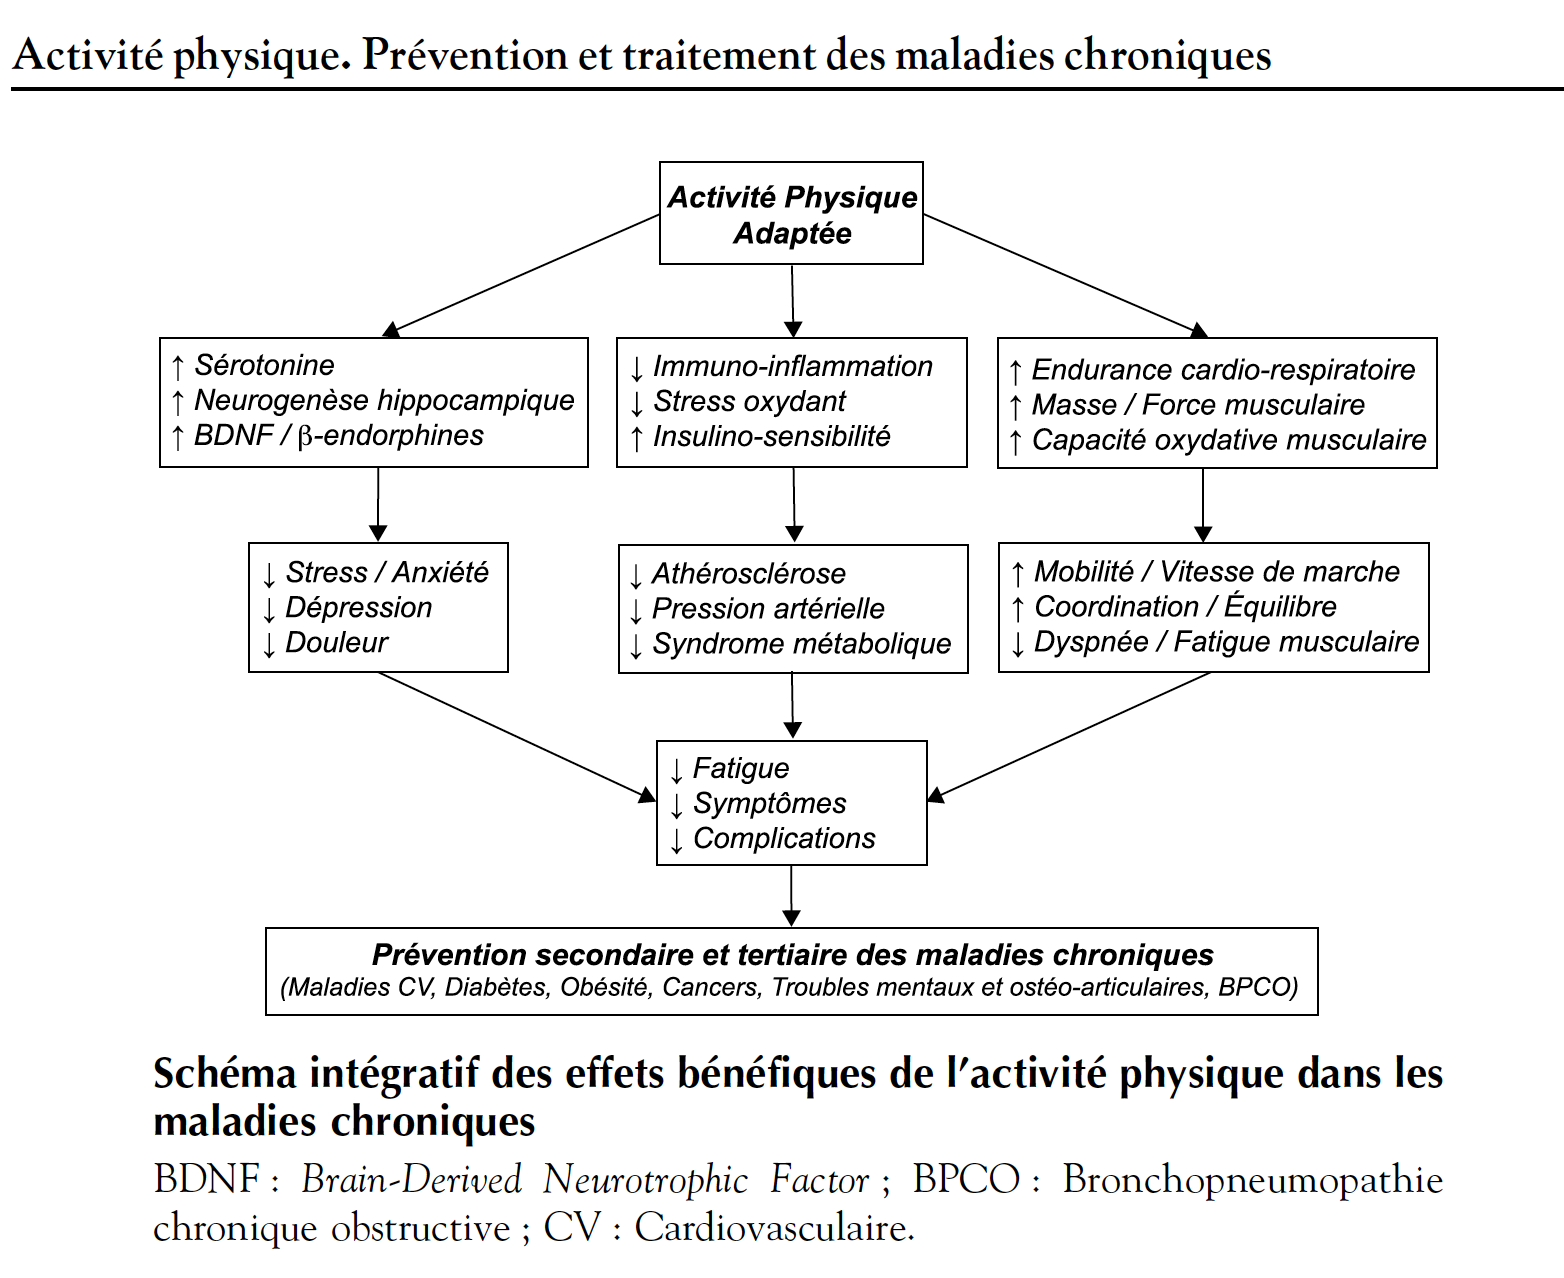 Activité physique. Prévention et traitement des maladies chroniques
Activité Physique
Adaptée
↑ Sérotonine
↑ Neurogenèse hippocampique
↑ BDNF / β-endorphines
↓ Immuno-inflammation
↓ Stress oxydant
↑ Insulino-sensibilité
↑ Endurance cardio-respiratoire
↑ Masse / Force musculaire
↑ Capacité oxydative musculaire
↓ Stress / Anxiété
↓ Dépression
↓ Douleur
↓ Athérosclérose
↓ Pression artérielle
↓ Syndrome métabolique
↑ Mobilité / Vitesse de marche
↑ Coordination / Équilibre
↓ Dyspnée / Fatigue musculaire
↓ Fatigue
↓ Symptômes
↓ Complications
Prévention secondaire et tertiaire des maladies chroniques
(Maladies CV, Diabètes, Obésité, Cancers, Troubles mentaux et ostéo-articulaires, BPCO)
Schéma intégratif des effets bénéfiques de l'activité physique dans les
maladies chroniques
BDNF : Brain-Derived Neurotrophic Factor ; BPCO : Bronchopneumopathie
chronique obstructive ; CV : Cardiovasculaire.